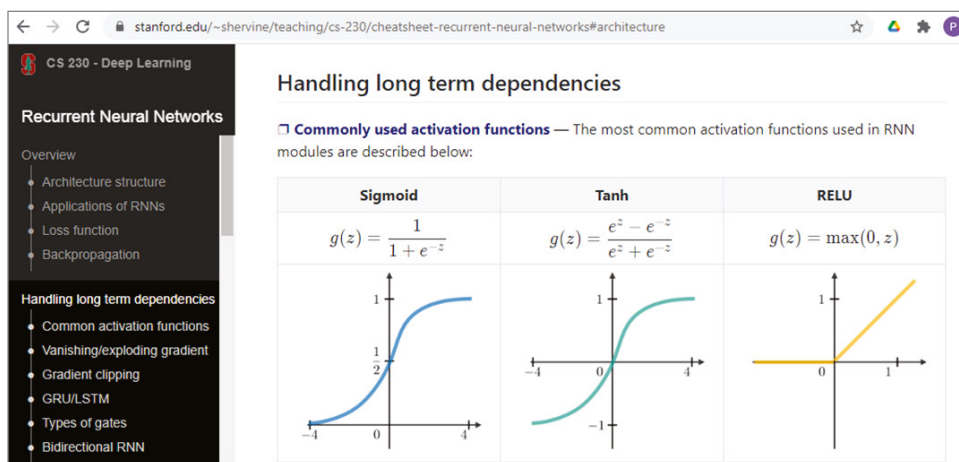 stanford.edu/~shervine/teaching/cs-230/cheatsheet-recurrent-neural-networks#architecture
P
CS 230 - Deep Learning
Recurrent Neural Networks
Overview
Architecture structure
Applications of RNNs
Loss function
Backpropagation
Handling long term dependencies
Common activation functions
Vanishing/exploding gradient
Gradient clipping
GRU/LSTM
Types of gates
Bidirectional RNN
Handling long term dependencies
❒ Commonly used activation functions — The most common activation functions used in RNN
modules are described below:
Sigmoid Tanh RELU
g(z) = 1 / (1 + e^{-z}) g(z) = (e^z - e^{-z}) / (e^z + e^{-z}) g(z) = max(0, z)
1
1/2
-4 0 4
1
-4 0 4
-1
1
0 1